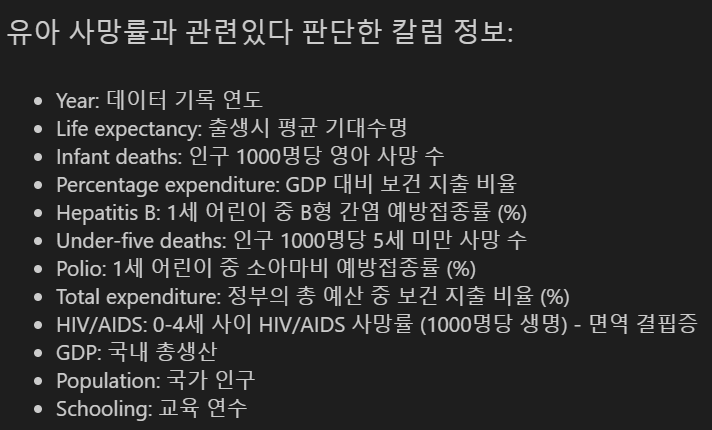 유아 사망률과 관련있다 판단한 칼럼 정보:
• Year: 데이터 기록 연도
• Life expectancy: 출생시 평균 기대수명
• Infant deaths: 인구 1000명당 영아 사망 수
• Percentage expenditure: GDP 대비 보건 지출 비율
• Hepatitis B: 1세 어린이 중 B형 간염 예방접종률 (%)
• Under-five deaths: 인구 1000명당 5세 미만 사망 수
• Polio: 1세 어린이 중 소아마비 예방접종률 (%)
• Total expenditure: 정부의 총 예산 중 보건 지출 비율 (%)
• HIV/AIDS: 0-4세 사이 HIV/AIDS 사망률 (1000명당 생명) - 면역 결핍증
• GDP: 국내 총생산
• Population: 국가 인구
• Schooling: 교육 연수